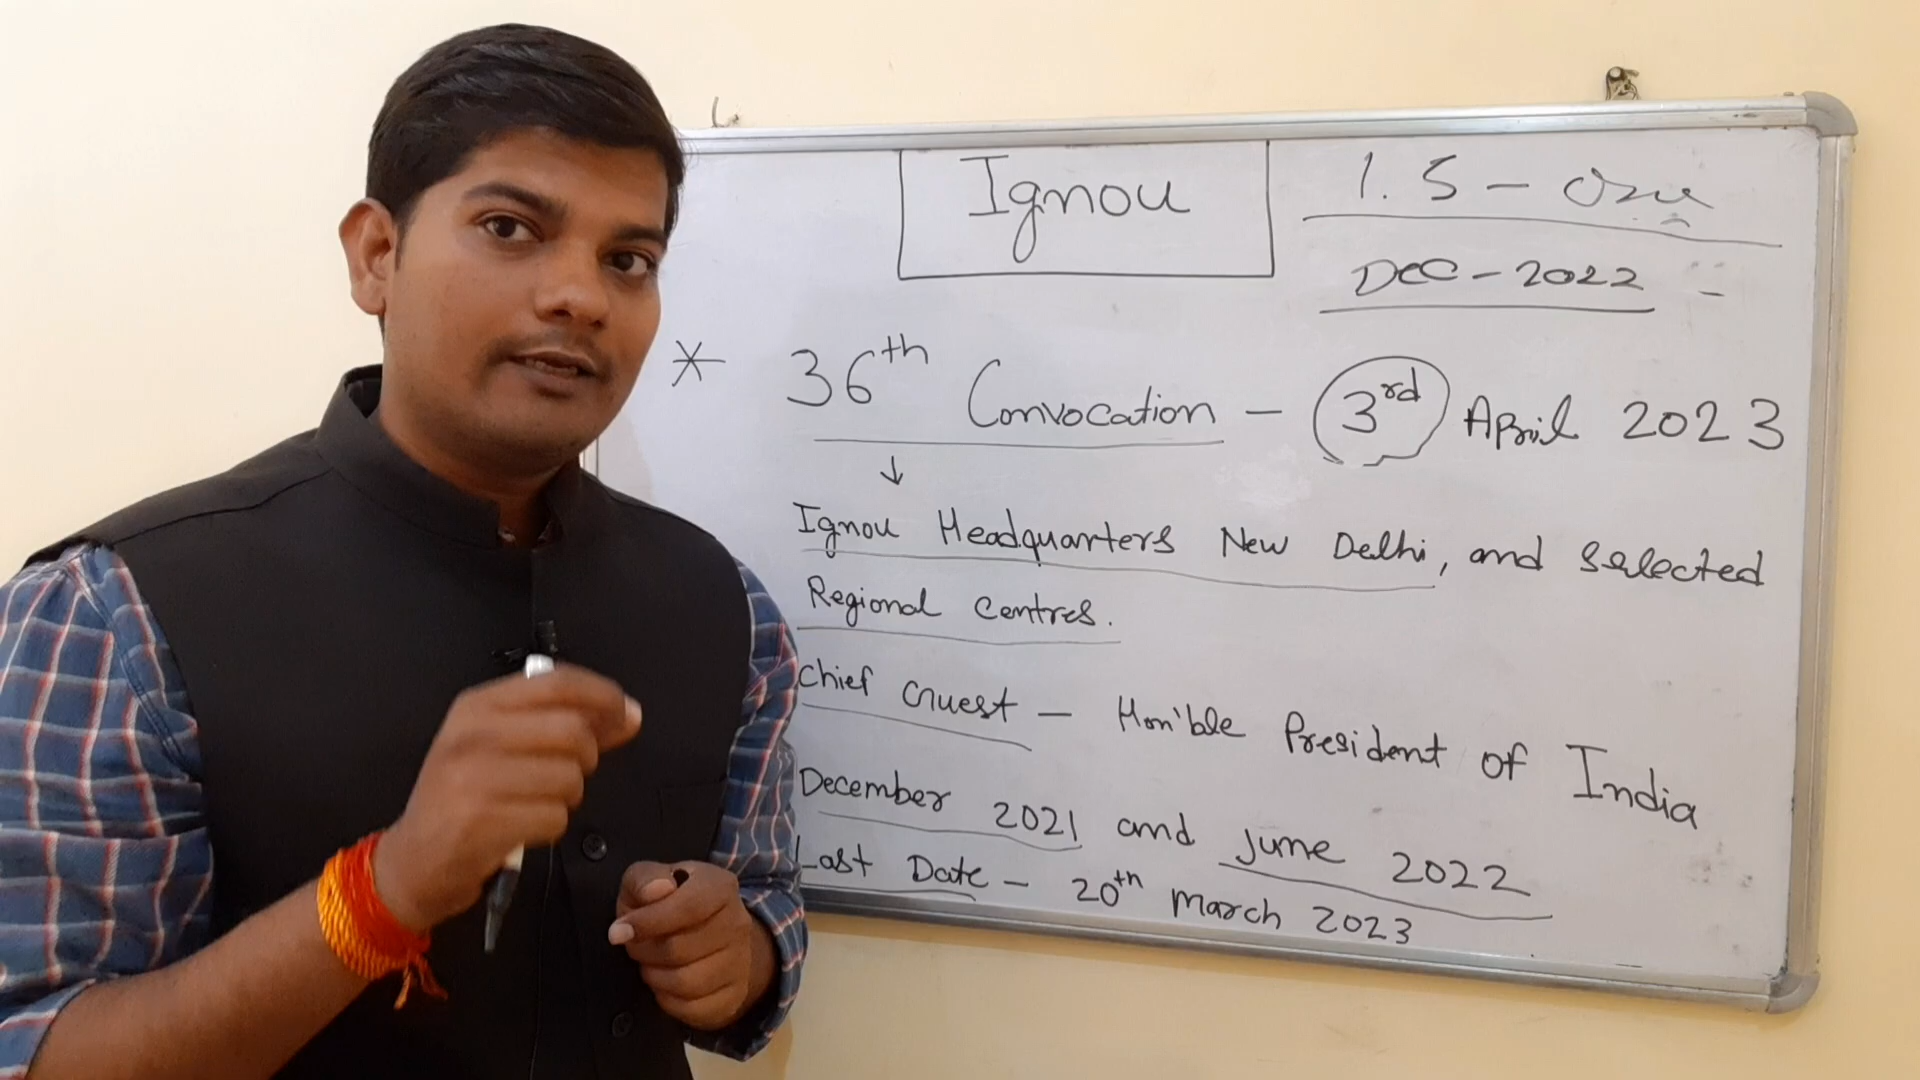 Ignou
1.5 -
Dec - 2022
* 36th Convocation - 3rd April 2023
↓
Ignou Headquarters New Delhi, and selected
Regional Centres.
Chief Guest - Hon'ble President of India
December 2021 and June 2022
Last Date - 20th March 2023